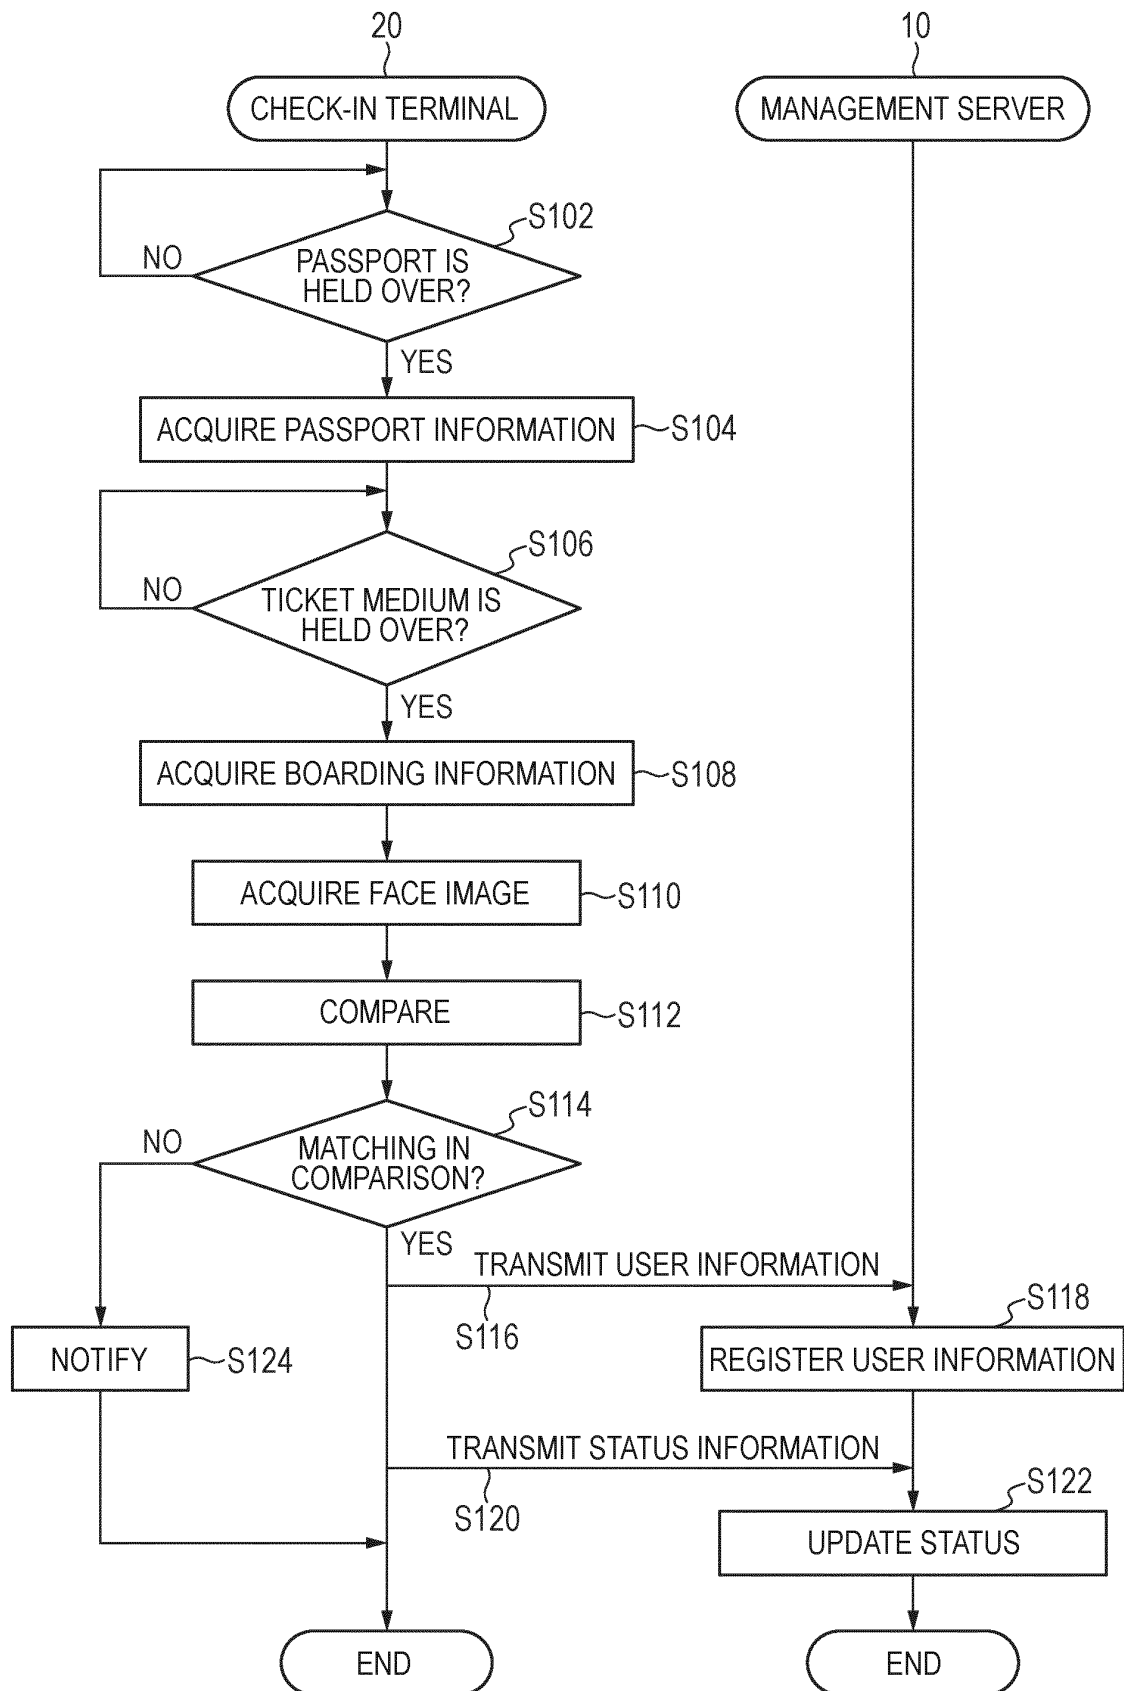 20
10
CHECK-IN TERMINAL
MANAGEMENT SERVER
S102
NO
PASSPORT IS
HELD OVER?
YES
ACQUIRE PASSPORT INFORMATION
S104
S106
NO
TICKET MEDIUM IS
HELD OVER?
YES
ACQUIRE BOARDING INFORMATION
S108
ACQUIRE FACE IMAGE
S110
COMPARE
S112
S114
NO
MATCHING IN
COMPARISON?
YES
TRANSMIT USER INFORMATION
S116
S118
NOTIFY
S124
REGISTER USER INFORMATION
TRANSMIT STATUS INFORMATION
S120
S122
UPDATE STATUS
END
END